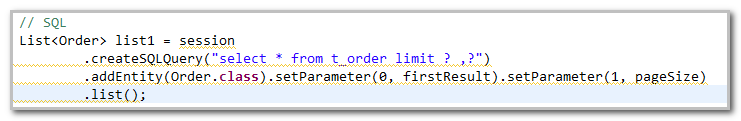 // SQL
List<Order> list1 = session
.createSQLQuery("select * from t_order limit ? ,?")
.addEntity(Order.class).setParameter(0, firstResult).setParameter(1, pageSize)
.list();